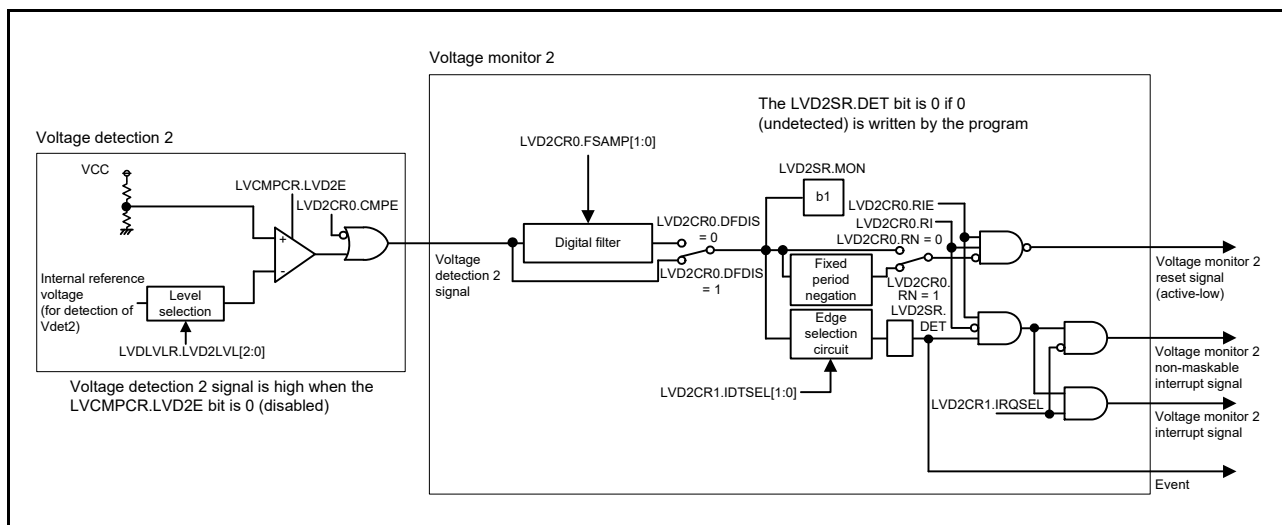 Voltage monitor 2
The LVD2SR.DET bit is 0 if 0
(undetected) is written by the program
Voltage detection 2
VCC
LVCMPCR.LVD2E
LVD2CR0.CMPE
+
-
Internal reference
voltage
(for detection of
Vdet2)
Level
selection
LVDLVLR.LVD2LVL[2:0]
Voltage detection 2 signal is high when the
LVCMPCR.LVD2E bit is 0 (disabled)
LVD2CR0.FSAMP[1:0]
Digital filter
Voltage
detection 2
signal
LVD2CR0.DFDIS
= 0
LVD2CR0.DFDIS
= 1
LVD2SR.MON
b1
LVD2CR0.RIE
LVD2CR0.RI
LVD2CR0.RN = 0
Fixed
period
negation
LVD2CR0.
RN = 1
LVD2SR.
DET
Edge
selection
circuit
LVD2CR1.IDTSEL[1:0]
LVD2CR1.IRQSEL
Voltage monitor 2
reset signal
(active-low)
Voltage monitor 2
non-maskable
interrupt signal
Voltage monitor 2
interrupt signal
Event